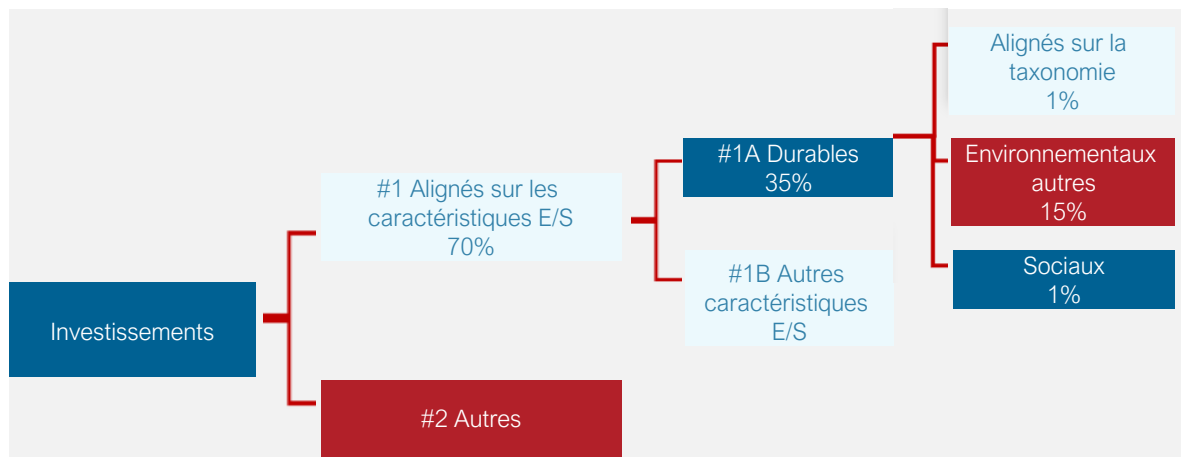 Investissements
#1 Alignés sur les
caractéristiques E/S
70%
#2 Autres
#1A Durables
35%
#1B Autres
caractéristiques
E/S
Alignés sur la
taxonomie
1%
Environnementaux
autres
15%
Sociaux
1%